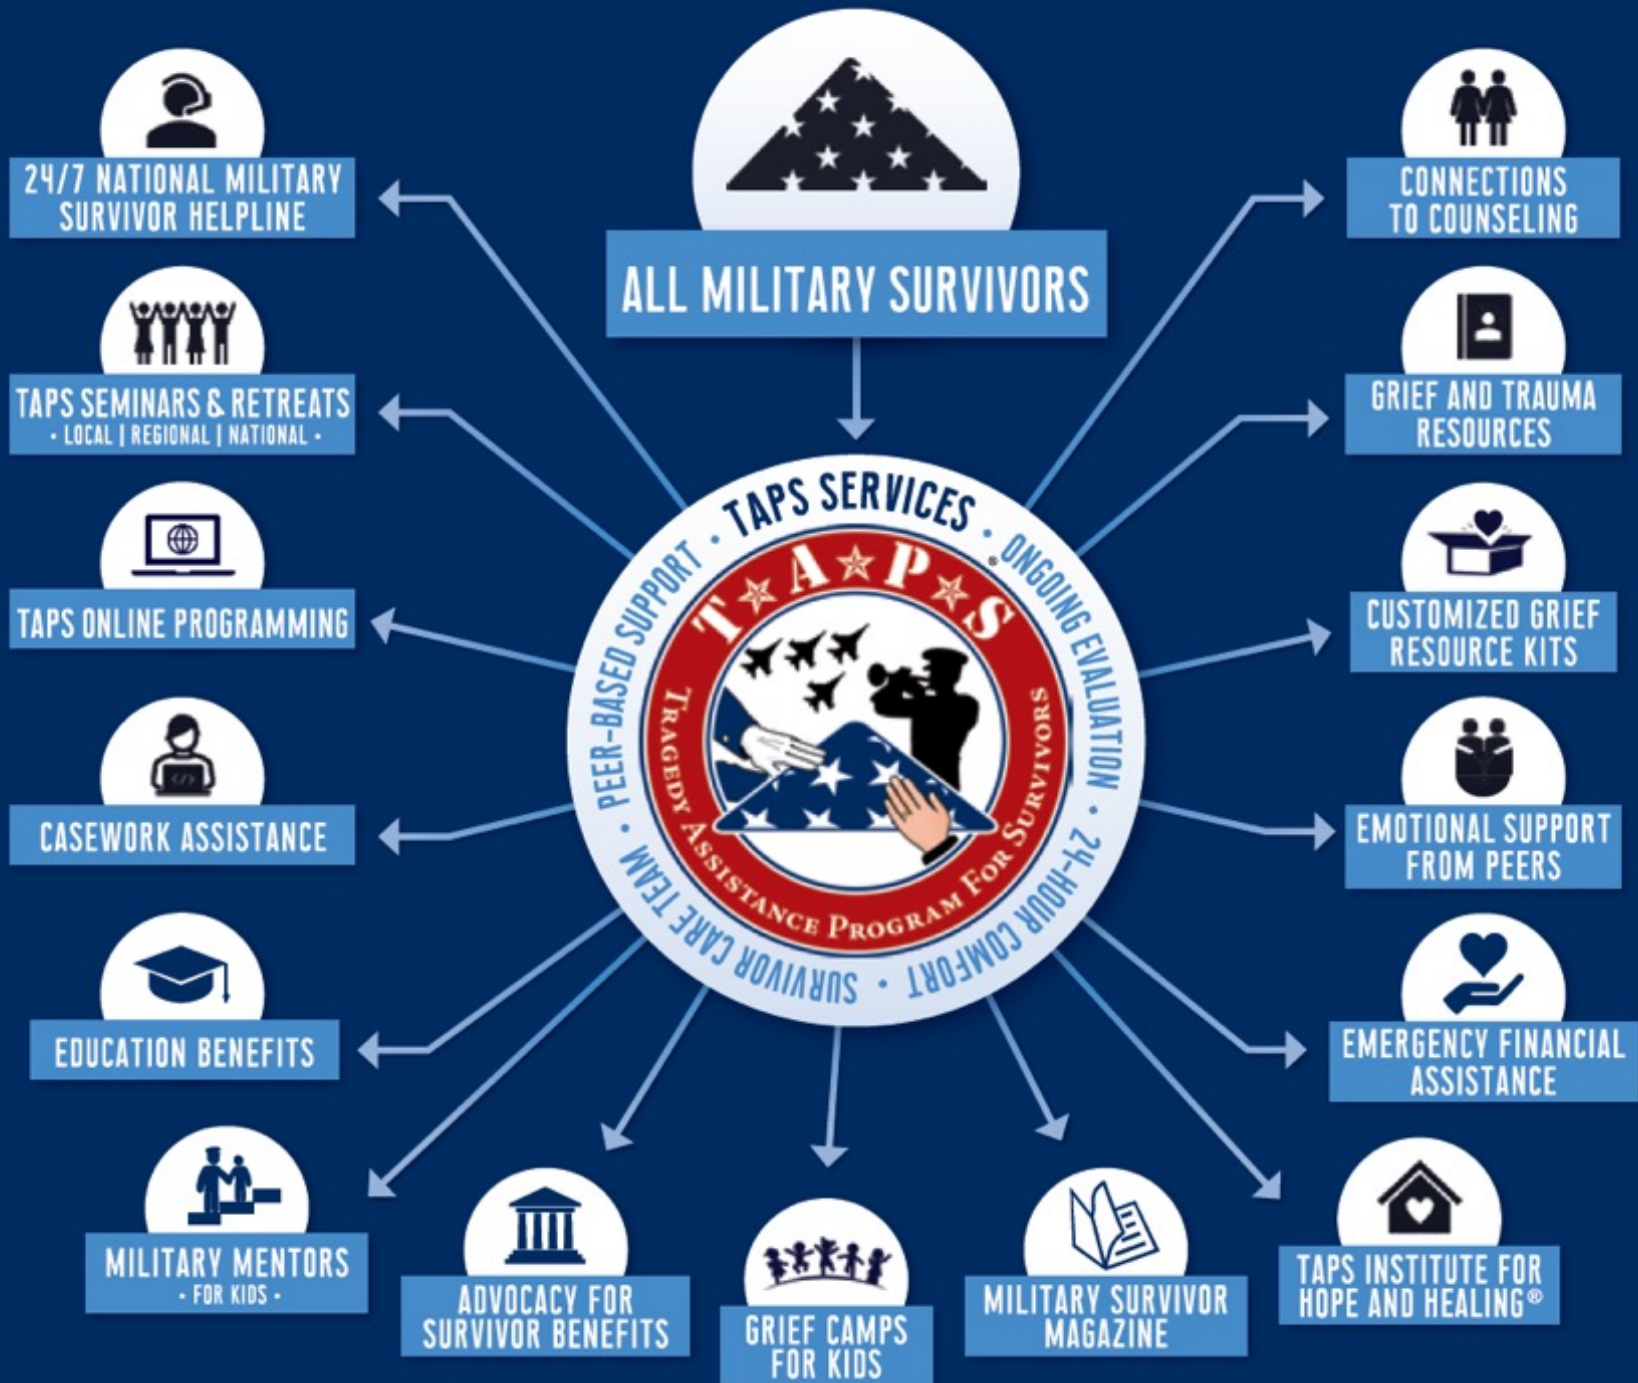 ALL MILITARY SURVIVORS
24/7 NATIONAL MILITARY
SURVIVOR HELPLINE
TAPS SEMINARS & RETREATS
• LOCAL | REGIONAL | NATIONAL •
TAPS ONLINE PROGRAMMING
CASEWORK ASSISTANCE
EDUCATION BENEFITS
MILITARY MENTORS
• FOR KIDS •
ADVOCACY FOR
SURVIVOR BENEFITS
GRIEF CAMPS
FOR KIDS
MILITARY SURVIVOR
MAGAZINE
TAPS INSTITUTE FOR
HOPE AND HEALING®
EMERGENCY FINANCIAL
ASSISTANCE
EMOTIONAL SUPPORT
FROM PEERS
CUSTOMIZED GRIEF
RESOURCE KITS
GRIEF AND TRAUMA
RESOURCES
CONNECTIONS
TO COUNSELING
TAPS SERVICES • ONGOING EVALUATION • 24-HOUR COMFORT • SURVIVOR CARE TEAM • PEER-BASED SUPPORT •
T★A★P★S®
TRAGEDY ASSISTANCE PROGRAM FOR SURVIVORS
</>